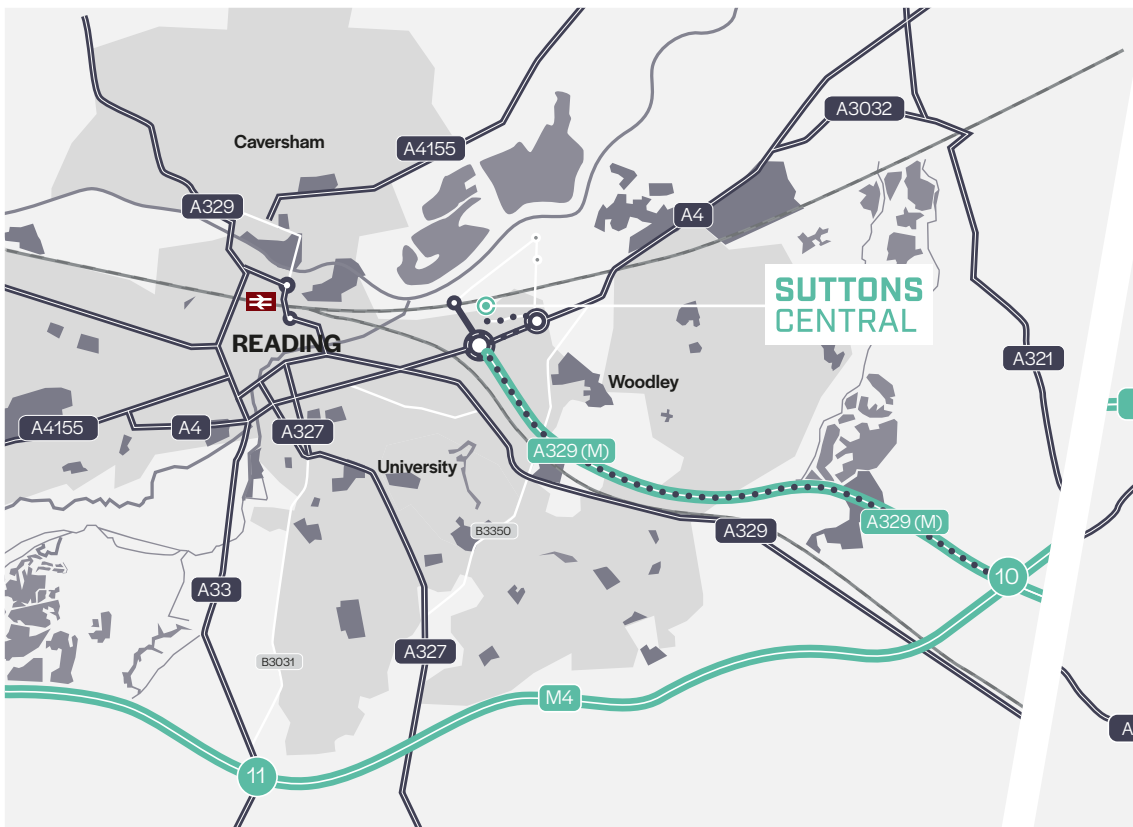 A3032
Caversham
A4155
A329
A4
SUTTONS
CENTRAL
READING
A321
Woodley
A4155
A4
A327
A329 (M)
University
A329 (M)
B3350
A329
10
A33
A327
B3031
M4
A
11